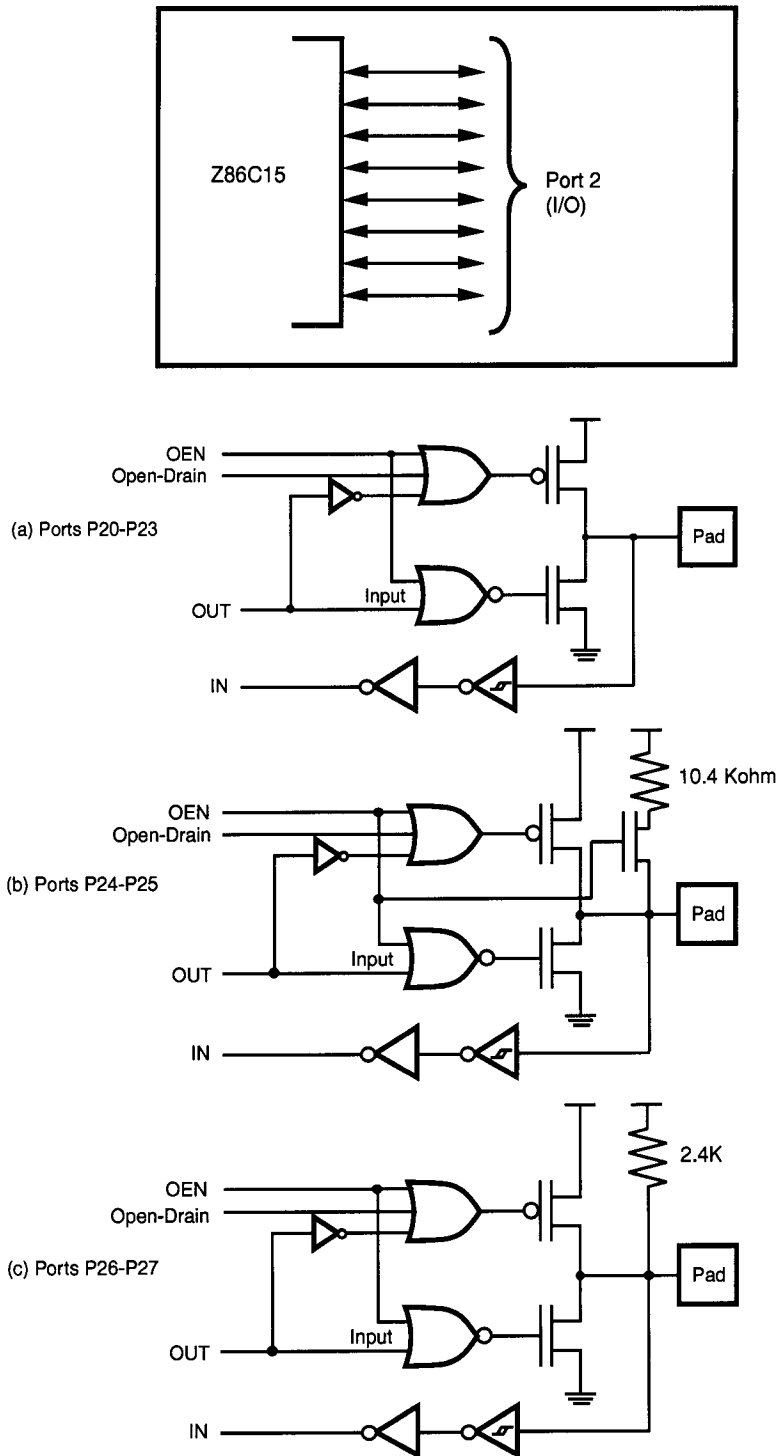 Z86C15
Port 2
(I/O)
(a) Ports P20-P23
OEN
Open-Drain
Input
OUT
IN
Pad
(b) Ports P24-P25
OEN
Open-Drain
Input
OUT
IN
10.4 Kohm
Pad
(c) Ports P26-P27
OEN
Open-Drain
Input
OUT
IN
2.4K
Pad